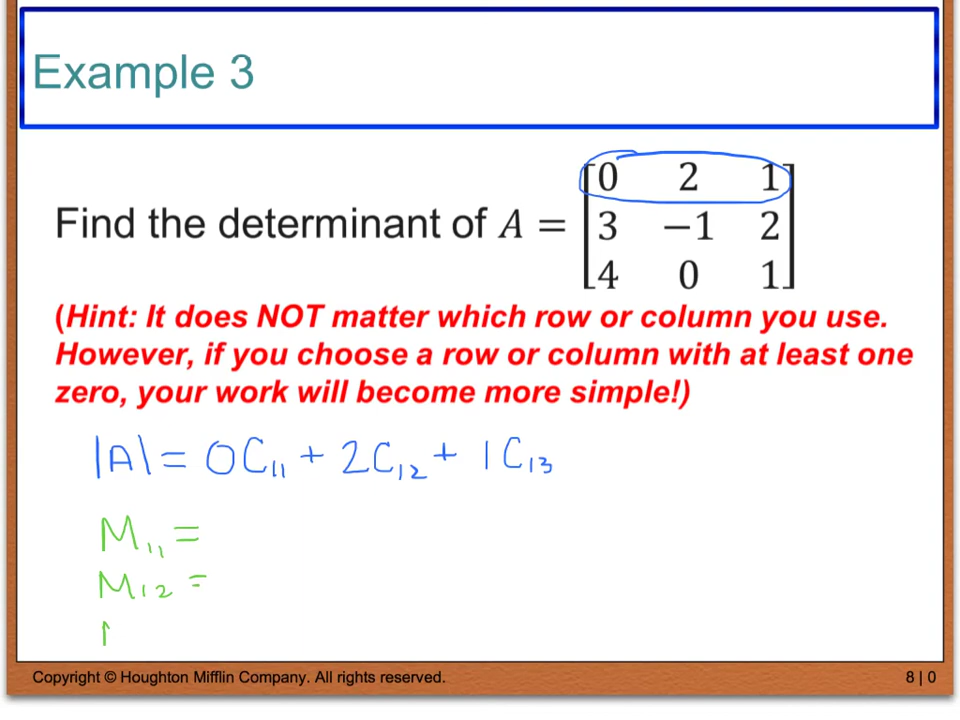 Example 3
Find the determinant of A = [0 2 1
3 −1 2
4 0 1]
(Hint: It does NOT matter which row or column you use.
However, if you choose a row or column with at least one
zero, your work will become more simple!)
|A| = 0C₁₁ + 2C₁₂ + 1C₁₃
M₁₁ =
M₁₂ =
Copyright © Houghton Mifflin Company. All rights reserved. 8 | 0